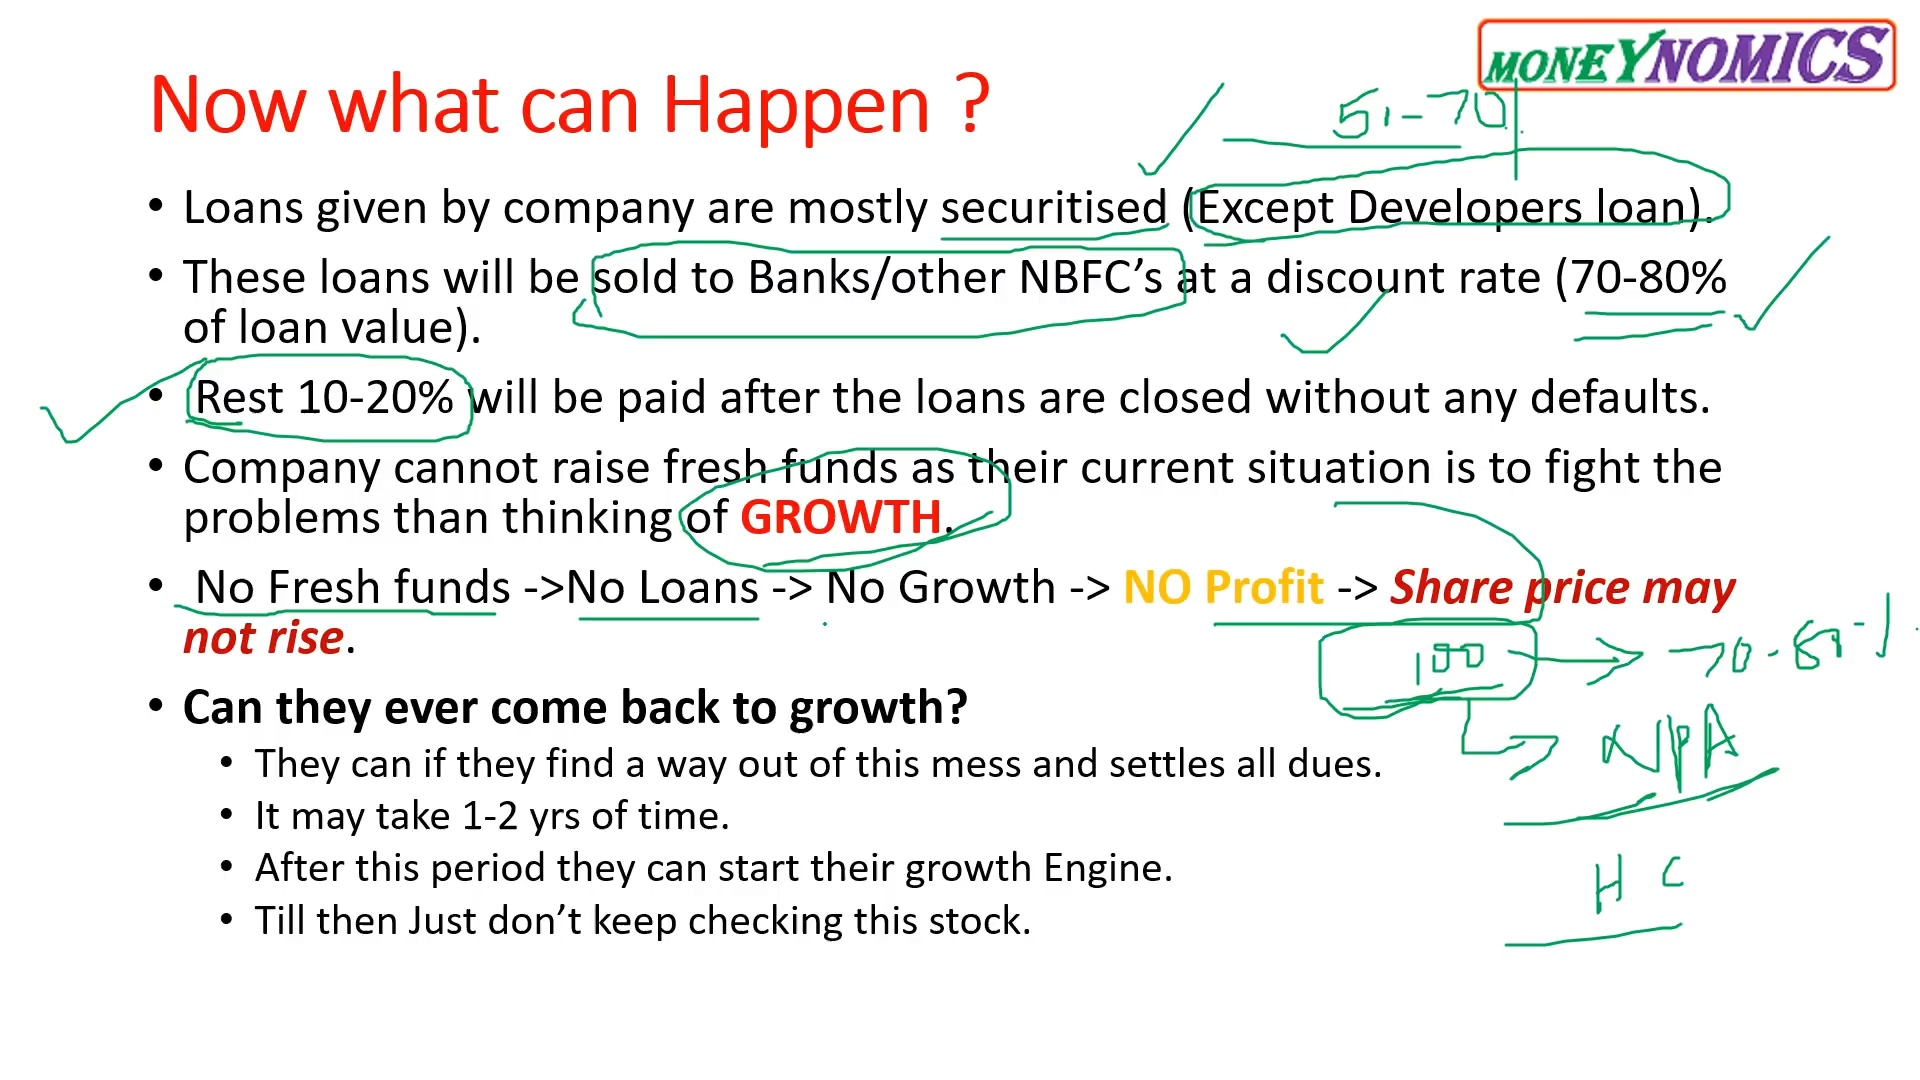 MONEYNOMICS
Now what can Happen ?
51-70
• Loans given by company are mostly securitised (Except Developers loan).
• These loans will be sold to Banks/other NBFC’s at a discount rate (70-80%
of loan value).
• Rest 10-20% will be paid after the loans are closed without any defaults.
• Company cannot raise fresh funds as their current situation is to fight the
problems than thinking of GROWTH.
• No Fresh funds ->No Loans -> No Growth -> NO Profit -> Share price may
not rise.
100
• Can they ever come back to growth?
NPA
• They can if they find a way out of this mess and settles all dues.
• It may take 1-2 yrs of time.
• After this period they can start their growth Engine.
H C
• Till then Just don’t keep checking this stock.